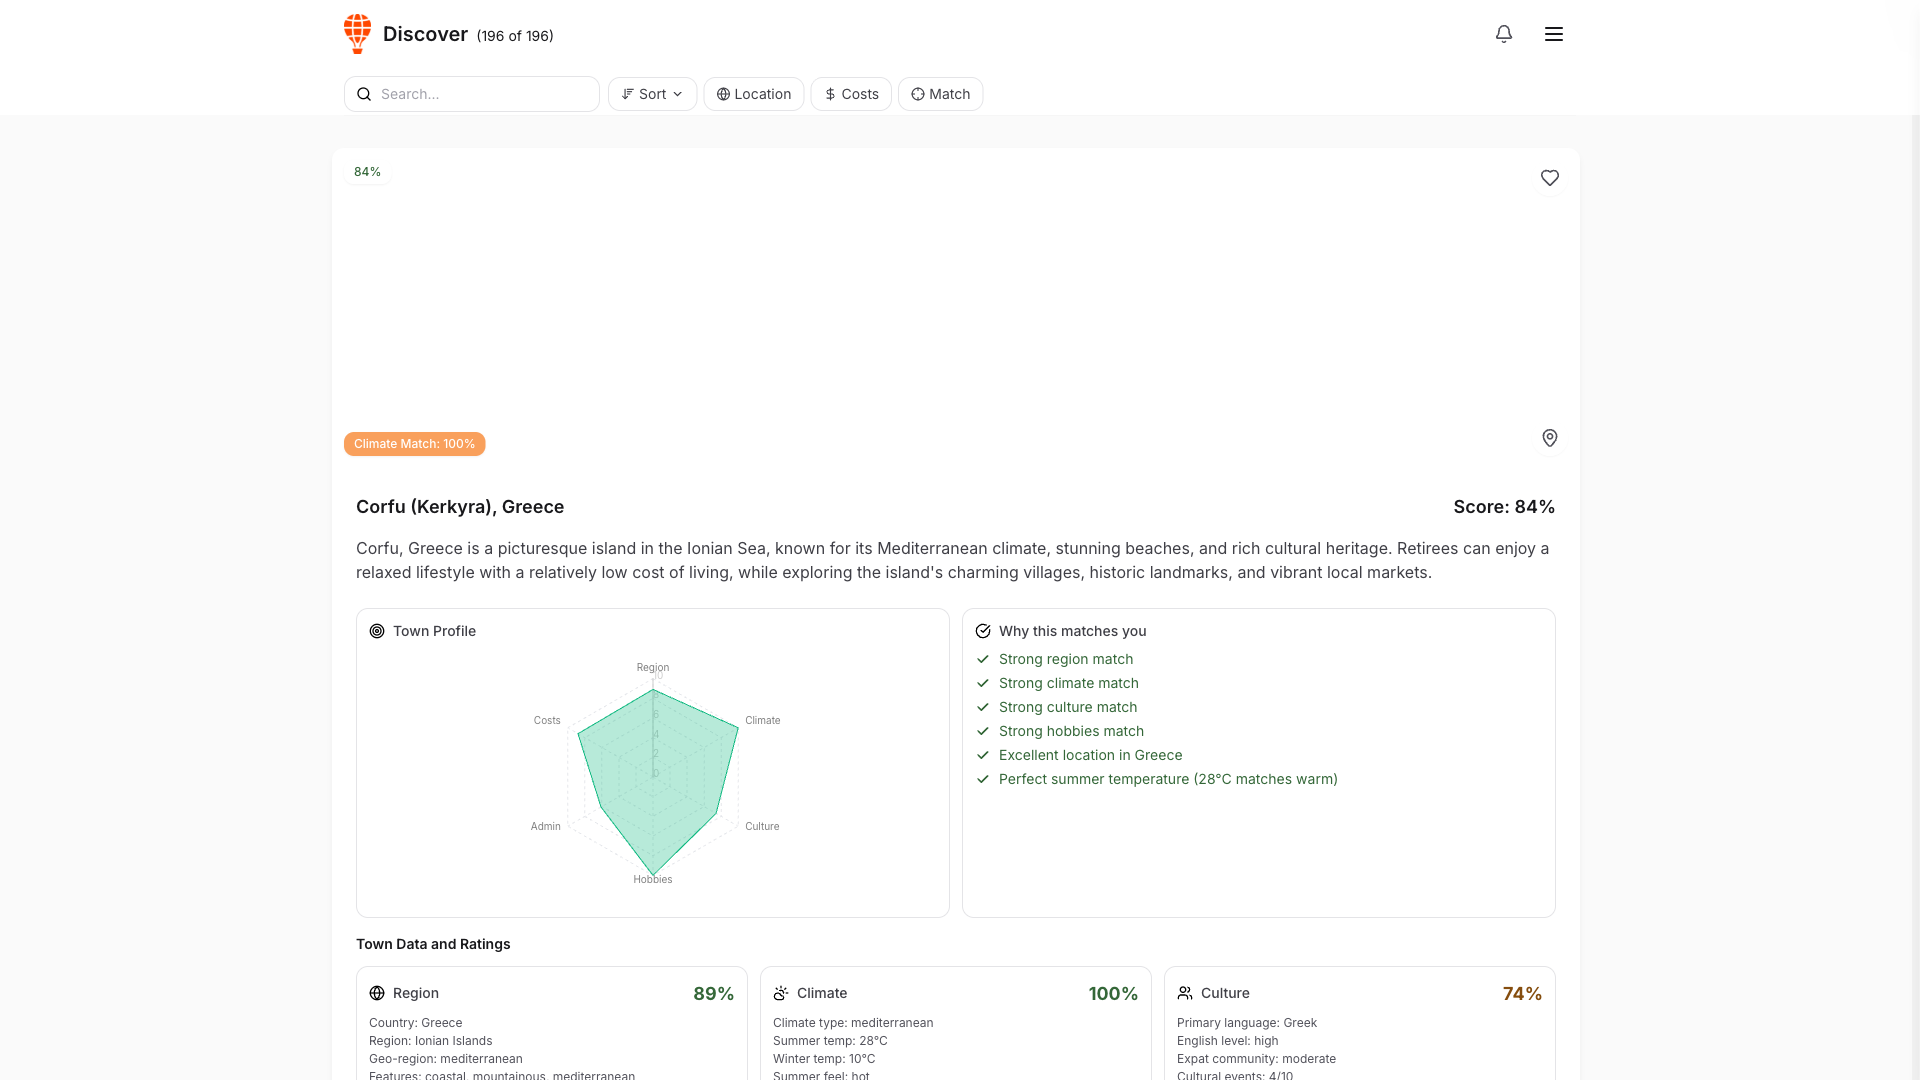 Discover (196 of 196)
Search...
Sort
Location
Costs
Match
84%
Climate Match: 100%
Corfu (Kerkyra), Greece
Score: 84%
Corfu, Greece is a picturesque island in the Ionian Sea, known for its Mediterranean climate, stunning beaches, and rich cultural heritage. Retirees can enjoy a
relaxed lifestyle with a relatively low cost of living, while exploring the island's charming villages, historic landmarks, and vibrant local markets.
Town Profile
Region
10
8
6
4
2
0
Costs
Climate
Admin
Culture
Hobbies
Why this matches you
Strong region match
Strong climate match
Strong culture match
Strong hobbies match
Excellent location in Greece
Perfect summer temperature (28°C matches warm)
Town Data and Ratings
Region
89%
Country: Greece
Region: Ionian Islands
Geo-region: mediterranean
Features: coastal, mountainous, mediterranean
Climate
100%
Climate type: mediterranean
Summer temp: 28°C
Winter temp: 10°C
Summer feel: hot
Culture
74%
Primary language: Greek
English level: high
Expat community: moderate
Cultural events: 4/10